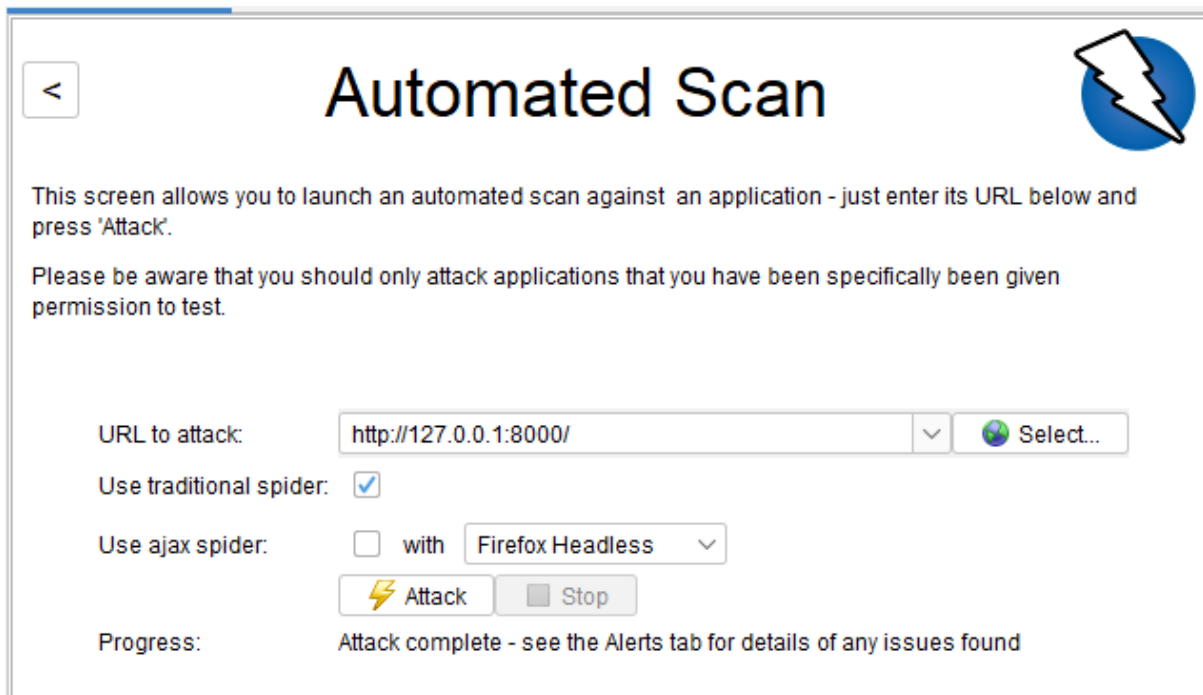 <
Automated Scan
This screen allows you to launch an automated scan against  an application - just enter its URL below and
press 'Attack'.
Please be aware that you should only attack applications that you have been specifically been given
permission to test.
URL to attack: http://127.0.0.1:8000/ Select...
Use traditional spider:
Use ajax spider: with Firefox Headless
Attack Stop
Progress: Attack complete - see the Alerts tab for details of any issues found